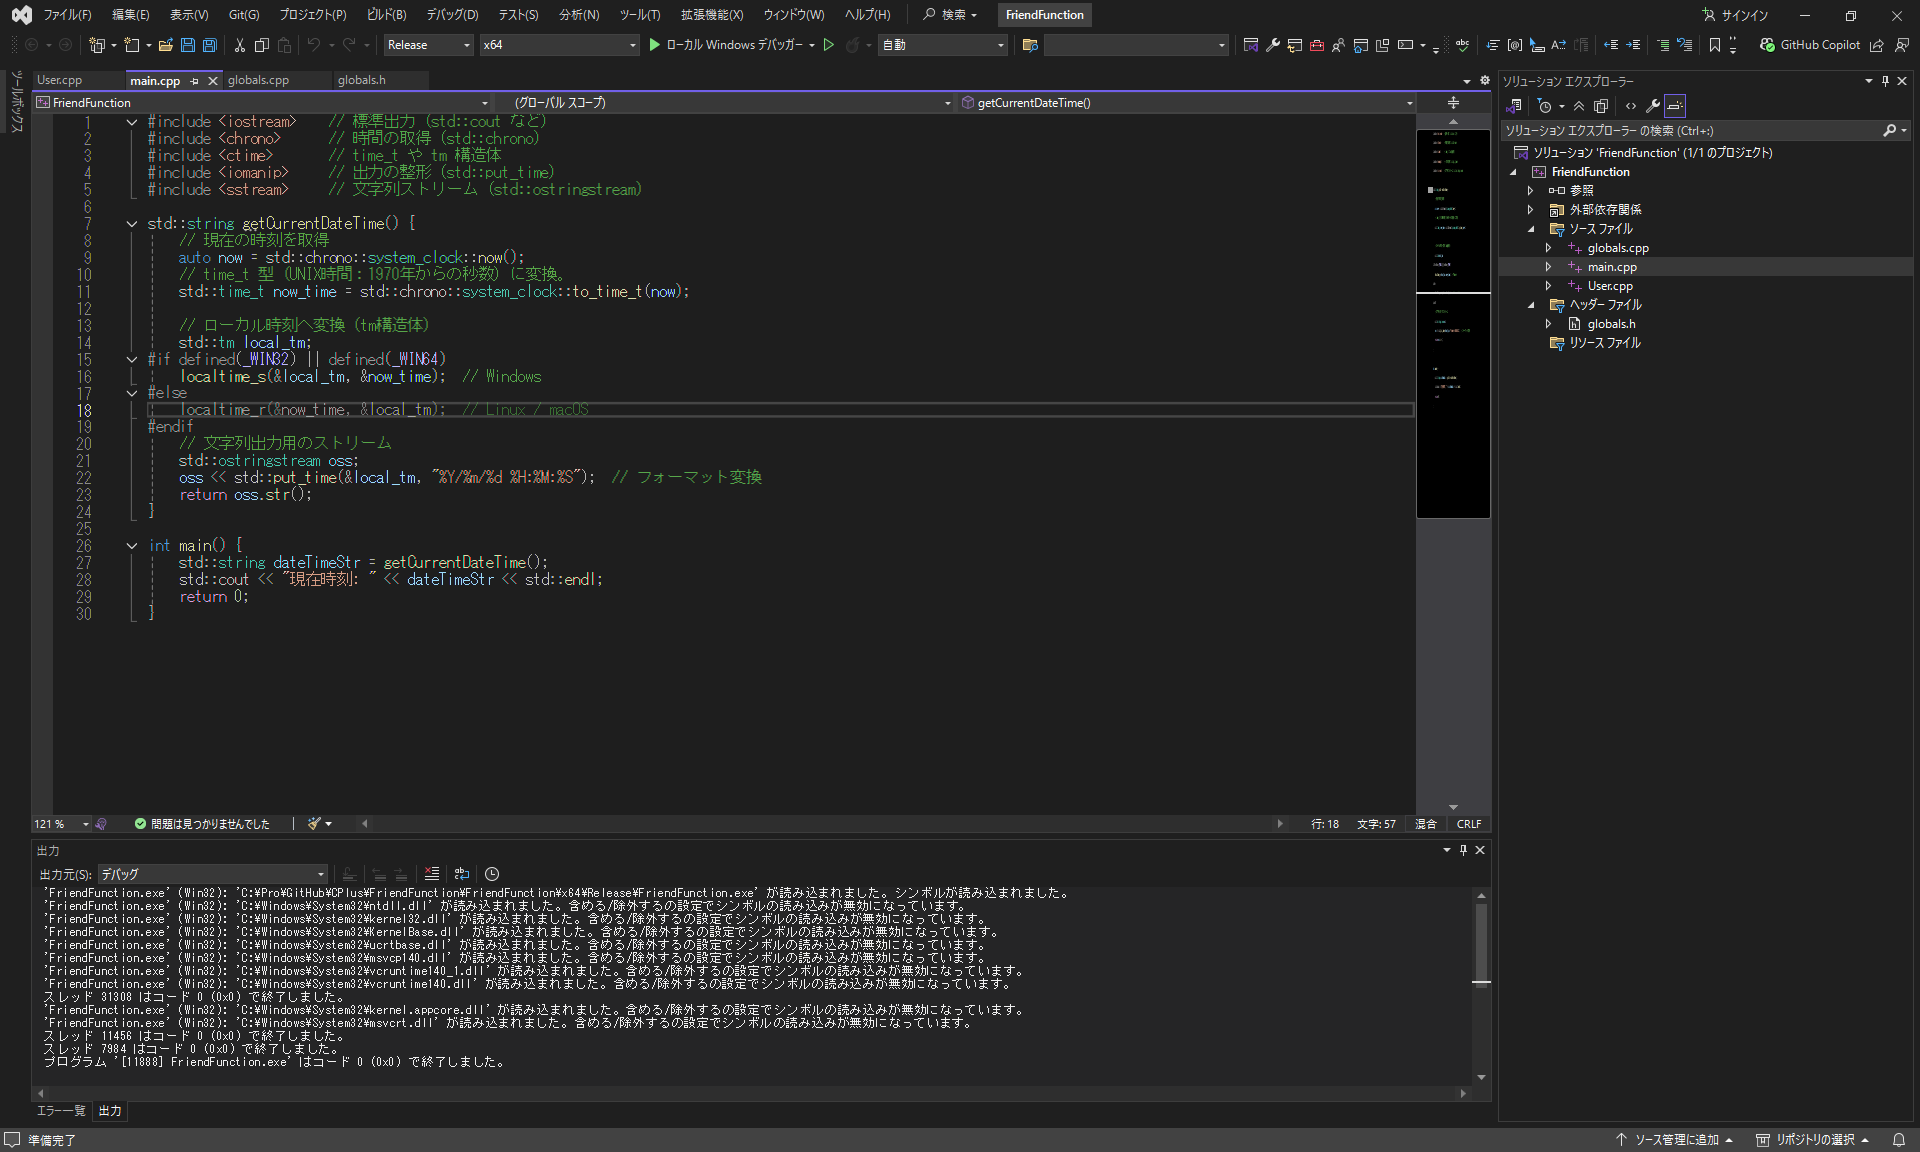 ファイル(F) 編集(E) 表示(V) Git(G) プロジェクト(P) ビルド(B) デバッグ(D) テスト(S) 分析(N) ツール(T) 拡張機能(X) ウィンドウ(W) ヘルプ(H) 検索 FriendFunction サインイン
Release x64 ローカル Windows デバッガー 自動 GitHub Copilot
ツールボックス
User.cpp main.cpp globals.cpp globals.h
FriendFunction (グローバル スコープ) getCurrentDateTime()
1 #include <iostream> // 標準出力 (std::cout など)
2 #include <chrono> // 時間の取得 (std::chrono)
3 #include <ctime> // time_t や tm 構造体
4 #include <iomanip> // 出力の整形 (std::put_time)
5 #include <sstream> // 文字列ストリーム (std::ostringstream)
6
7 std::string getCurrentDateTime() {
8 // 現在の時刻を取得
9 auto now = std::chrono::system_clock::now();
10 // time_t 型 (UNIX時間：1970年からの秒数) に変換。
11 std::time_t now_time = std::chrono::system_clock::to_time_t(now);
12
13 // ローカル時刻へ変換 (tm構造体)
14 std::tm local_tm;
15 #if defined(_WIN32) || defined(_WIN64)
16 localtime_s(&local_tm, &now_time); // Windows
17 #else
18 localtime_r(&now_time, &local_tm); // Linux / macOS
19 #endif
20 // 文字列出力用のストリーム
21 std::ostringstream oss;
22 oss << std::put_time(&local_tm, "%Y/%m/%d %H:%M:%S"); // フォーマット変換
23 return oss.str();
24 }
25
26 int main() {
27 std::string dateTimeStr = getCurrentDateTime();
28 std::cout << "現在時刻: " << dateTimeStr << std::endl;
29 return 0;
30 }
121 % 問題は見つかりませんでした 行: 18 文字: 57 混合 CRLF
出力
出力元(S): デバッグ
'FriendFunction.exe' (Win32): 'C:¥Pro¥GitHub¥CPlus¥FriendFunction¥FriendFunction¥x64¥Release¥FriendFunction.exe' が読み込まれました。シンボルが読み込まれました。
'FriendFunction.exe' (Win32): 'C:¥Windows¥System32¥ntdll.dll' が読み込まれました。含める/除外するの設定でシンボルの読み込みが無効になっています。
'FriendFunction.exe' (Win32): 'C:¥Windows¥System32¥kernel32.dll' が読み込まれました。含める/除外するの設定でシンボルの読み込みが無効になっています。
'FriendFunction.exe' (Win32): 'C:¥Windows¥System32¥KernelBase.dll' が読み込まれました。含める/除外するの設定でシンボルの読み込みが無効になっています。
'FriendFunction.exe' (Win32): 'C:¥Windows¥System32¥ucrtbase.dll' が読み込まれました。含める/除外するの設定でシンボルの読み込みが無効になっています。
'FriendFunction.exe' (Win32): 'C:¥Windows¥System32¥msvcp140.dll' が読み込まれました。含める/除外するの設定でシンボルの読み込みが無効になっています。
'FriendFunction.exe' (Win32): 'C:¥Windows¥System32¥vcruntime140_1.dll' が読み込まれました。含める/除外するの設定でシンボルの読み込みが無効になっています。
'FriendFunction.exe' (Win32): 'C:¥Windows¥System32¥vcruntime140.dll' が読み込まれました。含める/除外するの設定でシンボルの読み込みが無効になっています。
スレッド 31308 はコード 0 (0x0) で終了しました。
'FriendFunction.exe' (Win32): 'C:¥Windows¥System32¥kernel.appcore.dll' が読み込まれました。含める/除外するの設定でシンボルの読み込みが無効になっています。
'FriendFunction.exe' (Win32): 'C:¥Windows¥System32¥msvcrt.dll' が読み込まれました。含める/除外するの設定でシンボルの読み込みが無効になっています。
スレッド 11456 はコード 0 (0x0) で終了しました。
スレッド 7984 はコード 0 (0x0) で終了しました。
プログラム '[11888] FriendFunction.exe' はコード 0 (0x0) で終了しました。
エラー一覧 出力
ソリューション エクスプローラー
ソリューション エクスプローラー の検索 (Ctrl+:)
ソリューション 'FriendFunction' (1/1 のプロジェクト)
FriendFunction
参照
外部依存関係
ソース ファイル
globals.cpp
main.cpp
User.cpp
ヘッダー ファイル
globals.h
リソース ファイル
準備完了 ソース管理に追加 リポジトリの選択